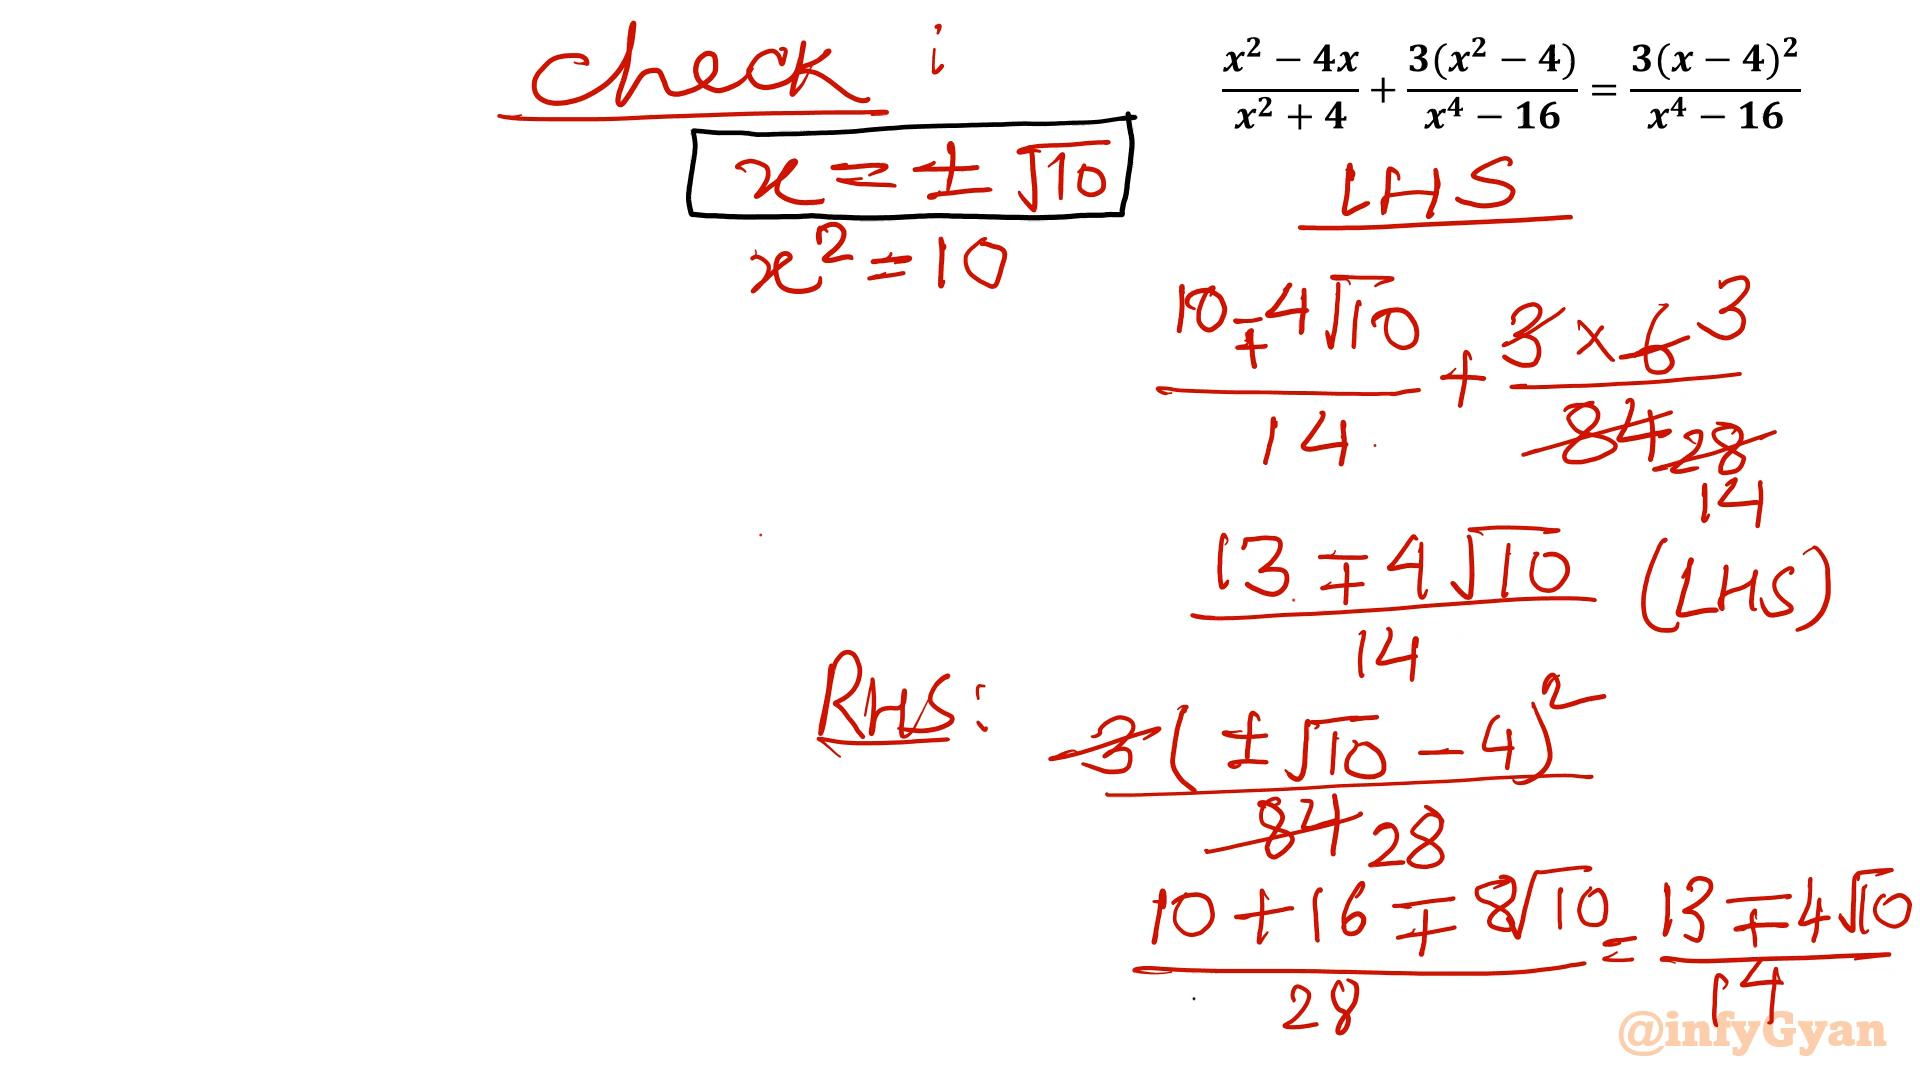 check :
x² − 4x / x² + 4 + 3(x² − 4) / x⁴ − 16 = 3(x − 4)² / x⁴ − 16
x = ± √10
x² = 10
LHS
10 ∓ 4√10 / 14 + 3 × 6 3 / 84 28 14
13 ∓ 4√10 / 14 (LHS)
RHS:
3(± √10 − 4)² / 84 28
10 + 16 ∓ 8√10 / 28 = 13 ∓ 4√10 / 14
@infyGyan